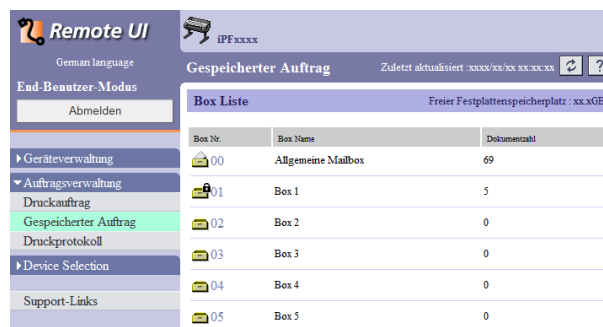 Remote UI
German language
End-Benutzer-Modus
Abmelden
Geräteverwaltung
Auftragsverwaltung
Druckauftrag
Gespeicherter Auftrag
Druckprotokoll
Device Selection
Support-Links
iPFxxxx
Gespeicherter Auftrag Zuletzt aktualisiert :xxxx/xx/xx xx:xx:xx ?
Box Liste Freier Festplattenspeicherplatz : xx.xGB
Box Nr. Box Name Dokumentzahl
00 Allgemeine Mailbox 69
01 Box 1 5
02 Box 2 0
03 Box 3 0
04 Box 4 0
05 Box 5 0